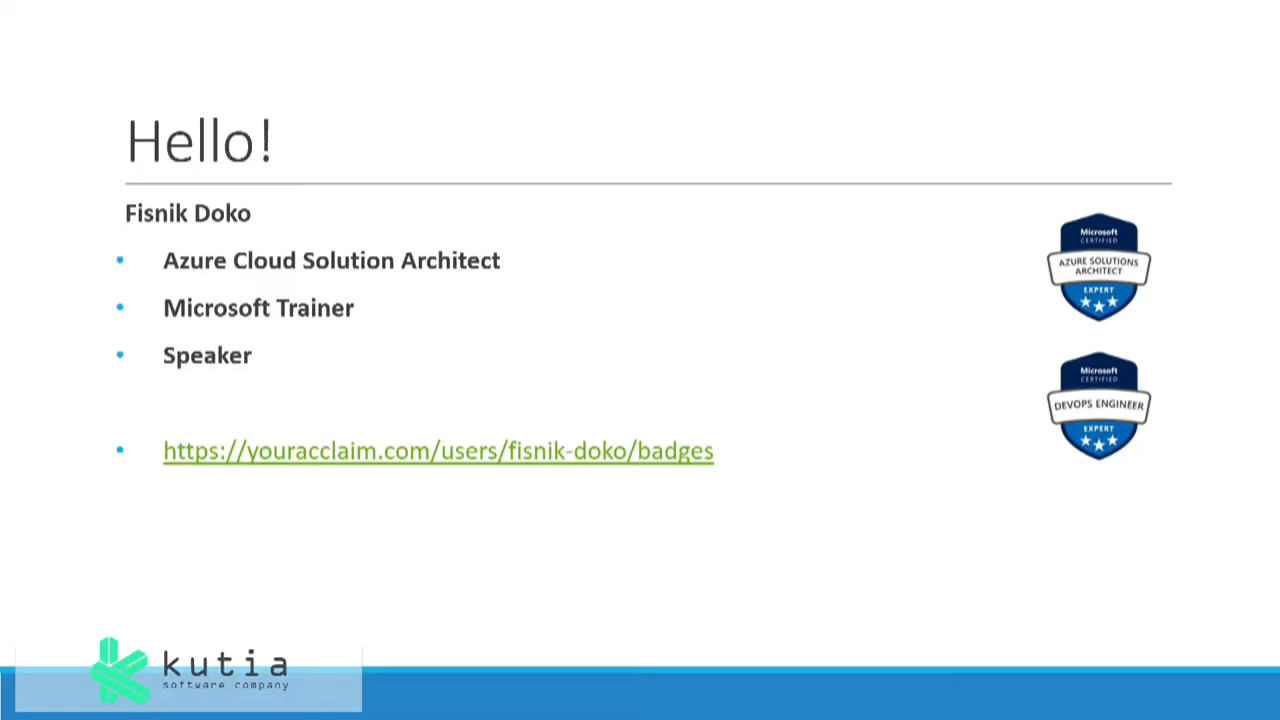 Hello!
Fisnik Doko
• Azure Cloud Solution Architect
• Microsoft Trainer
• Speaker
• https://youracclaim.com/users/fisnik-doko/badges
Microsoft
CERTIFIED
AZURE SOLUTIONS
ARCHITECT
EXPERT
Microsoft
CERTIFIED
DEVOPS ENGINEER
EXPERT
kutia
software company